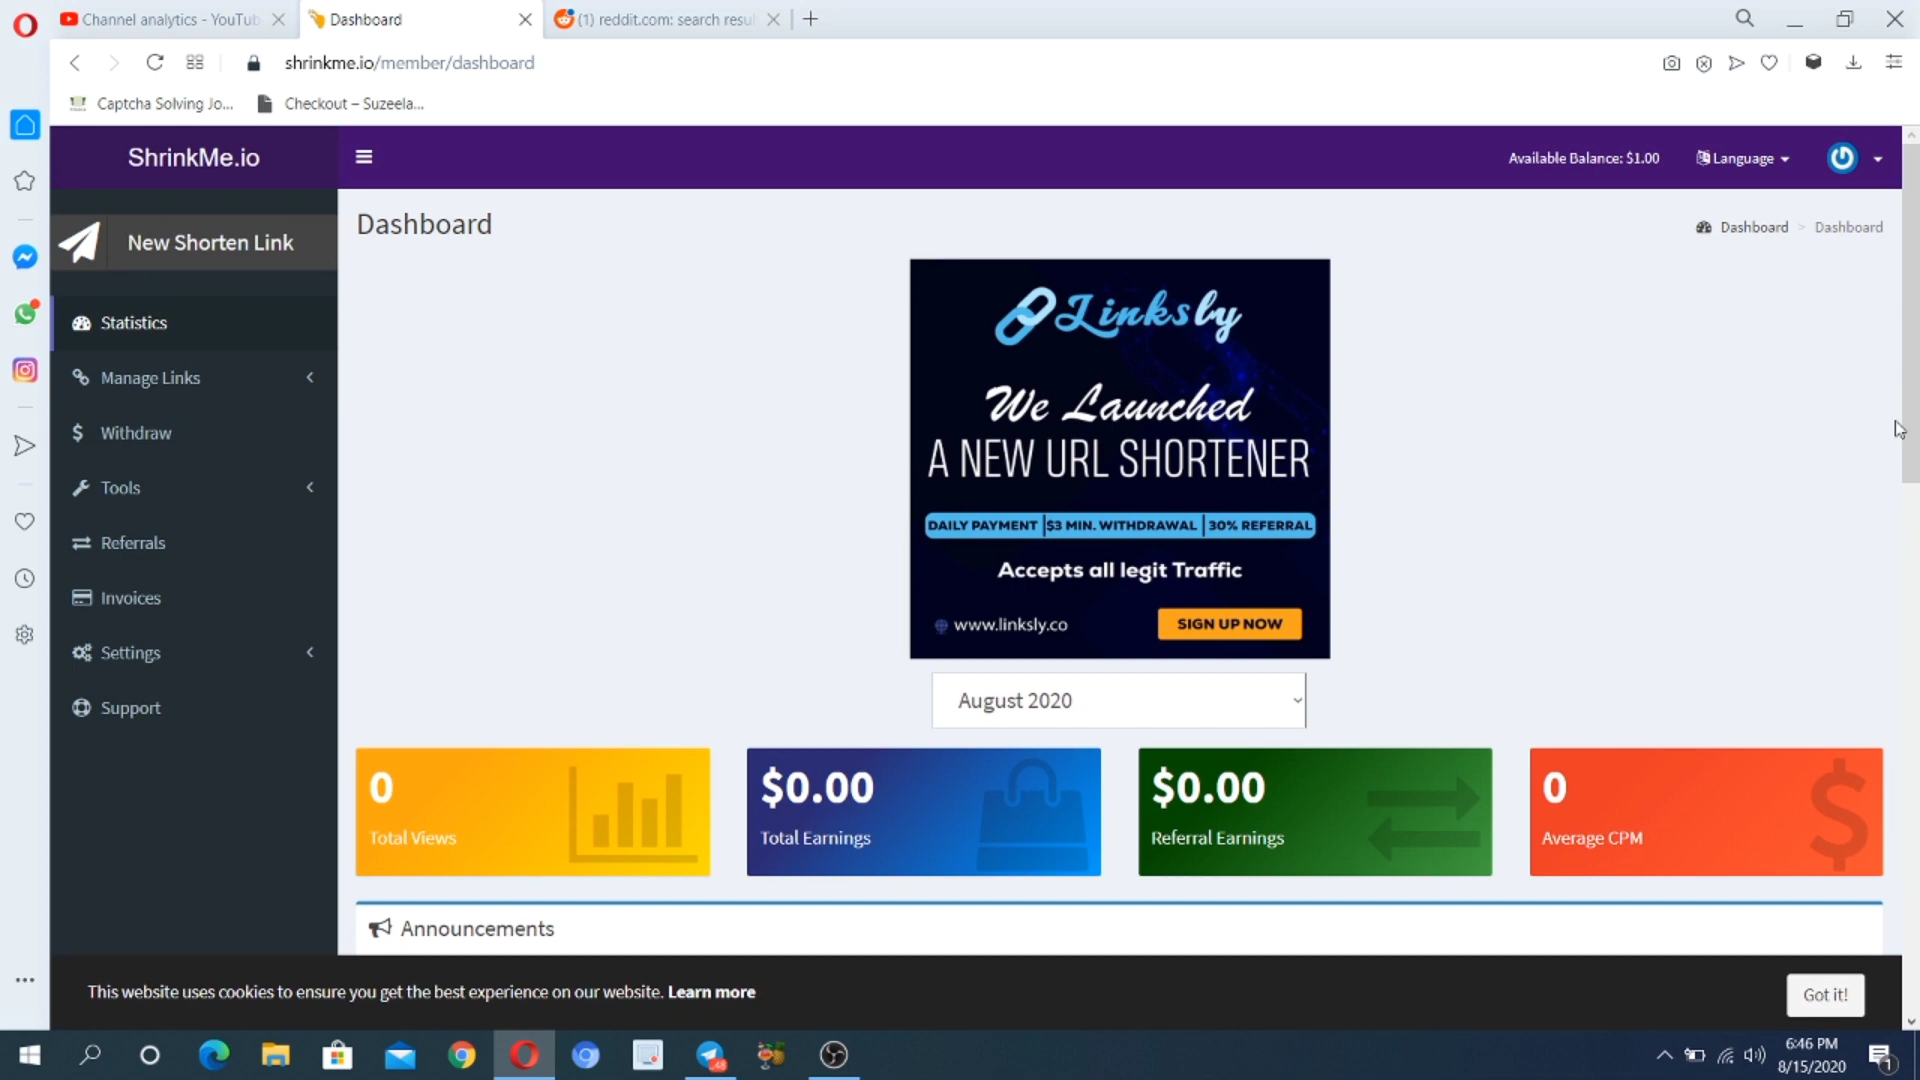 Channel analytics - YouTub
Dashboard
(1) reddit.com: search resul
shrinkme.io/member/dashboard
Captcha Solving Jo...
Checkout – Suzeela...
ShrinkMe.io
Available Balance: $1.00
Language
New Shorten Link
Dashboard
Dashboard > Dashboard
Statistics
Manage Links
Withdraw
Tools
Referrals
Invoices
Settings
Support
Linksly
We Launched
A NEW URL SHORTENER
DAILY PAYMENT | $3 MIN. WITHDRAWAL | 30% REFERRAL
Accepts all legit Traffic
www.linksly.co
SIGN UP NOW
August 2020
0
Total Views
$0.00
Total Earnings
$0.00
Referral Earnings
0
Average CPM
Announcements
This website uses cookies to ensure you get the best experience on our website. Learn more
Got it!
6:46 PM
8/15/2020
1